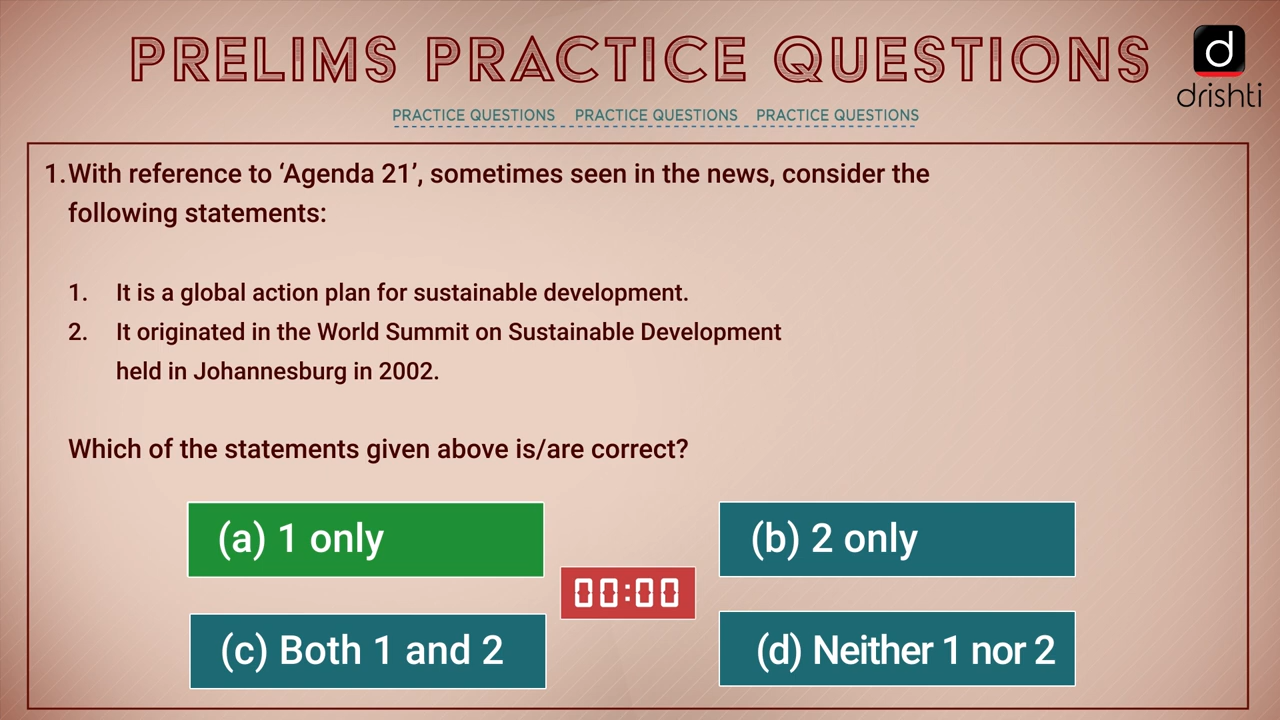 PRELIMS PRACTICE QUESTIONS
drishti
PRACTICE QUESTIONS PRACTICE QUESTIONS PRACTICE QUESTIONS
1. With reference to ‘Agenda 21’, sometimes seen in the news, consider the
following statements:
1. It is a global action plan for sustainable development.
2. It originated in the World Summit on Sustainable Development
held in Johannesburg in 2002.
Which of the statements given above is/are correct?
(a) 1 only
(b) 2 only
00:00
(c) Both 1 and 2
(d) Neither 1 nor 2